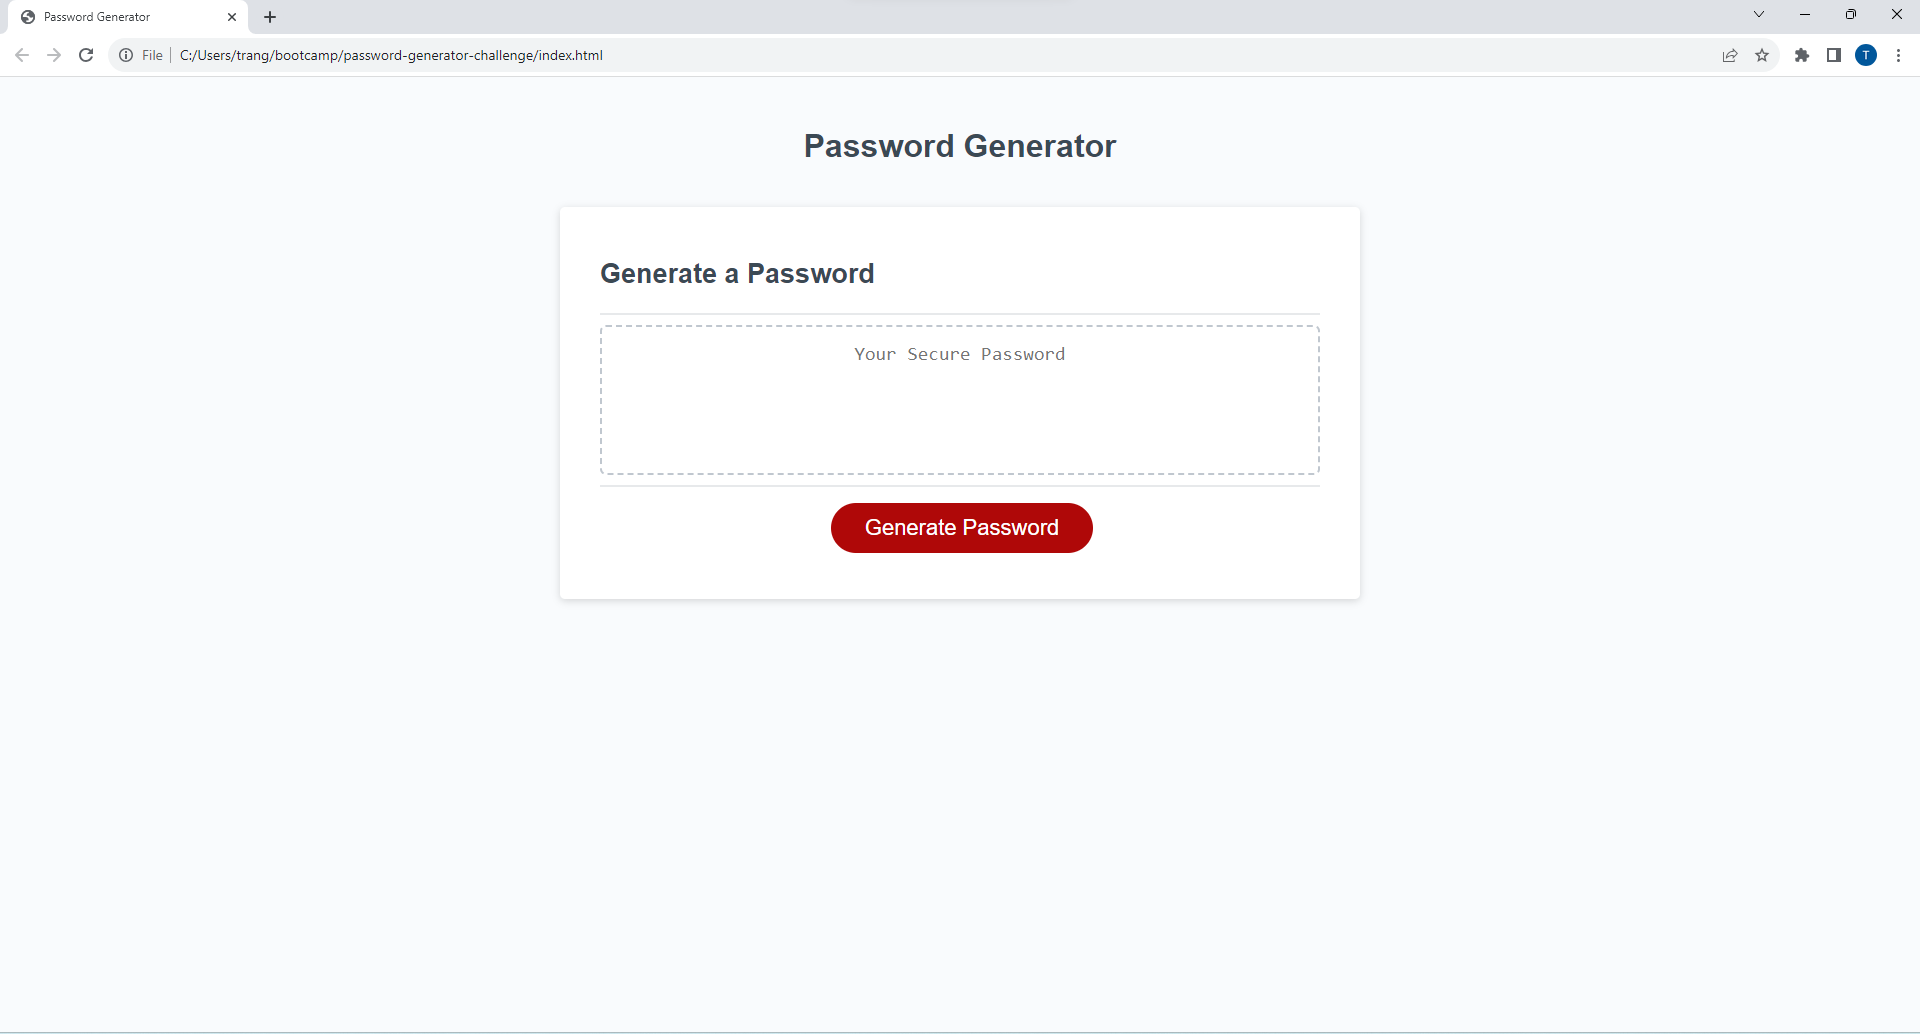 Password Generator
File
C:/Users/trang/bootcamp/password-generator-challenge/index.html
T
Password Generator
Generate a Password
Your Secure Password
Generate Password